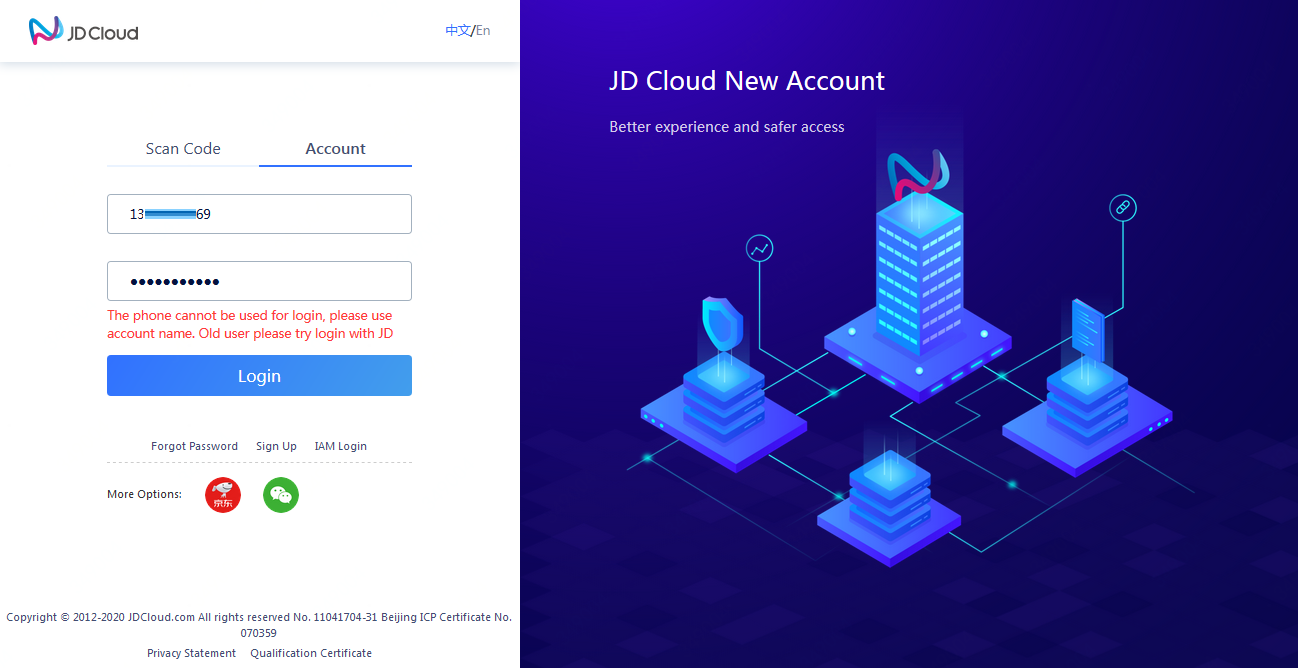 JD Cloud
中文/En
Scan Code
Account
13
69
The phone cannot be used for login, please use
account name. Old user please try login with JD
Login
Forgot Password
Sign Up
IAM Login
More Options:
京东
Copyright © 2012-2020 JDCloud.com All rights reserved No. 11041704-31 Beijing ICP Certificate No.
070359
Privacy Statement
Qualification Certificate
JD Cloud New Account
Better experience and safer access